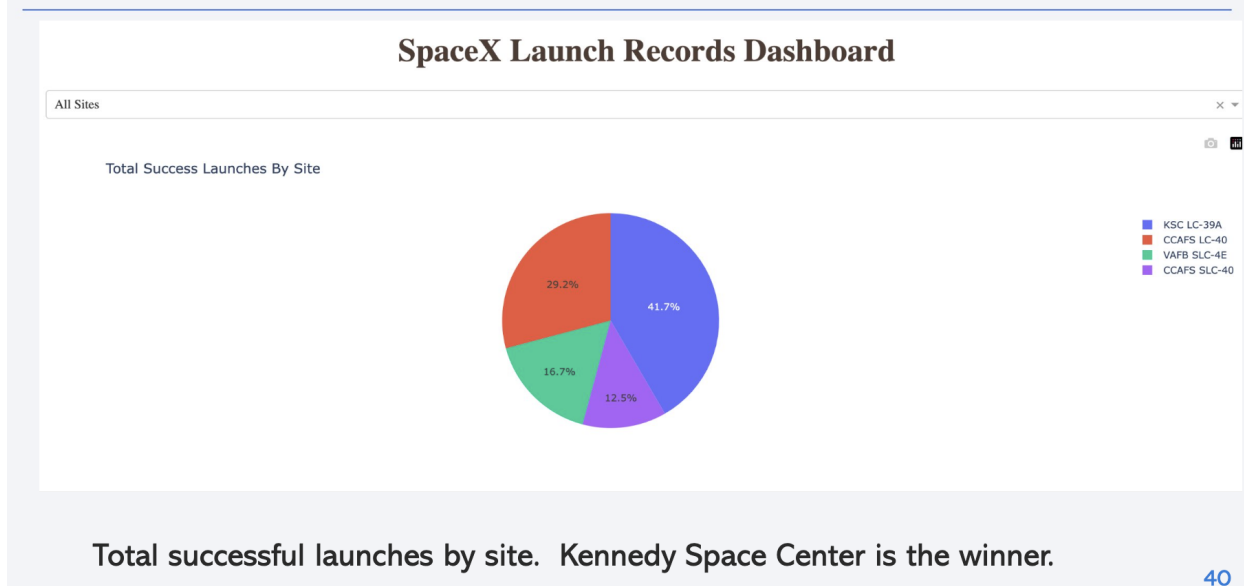 SpaceX Launch Records Dashboard
All Sites
Total Success Launches By Site
KSC LC-39A
CCAFS LC-40
VAFB SLC-4E
CCAFS SLC-40
29.2%
41.7%
16.7%
12.5%
Total successful launches by site.  Kennedy Space Center is the winner.
40